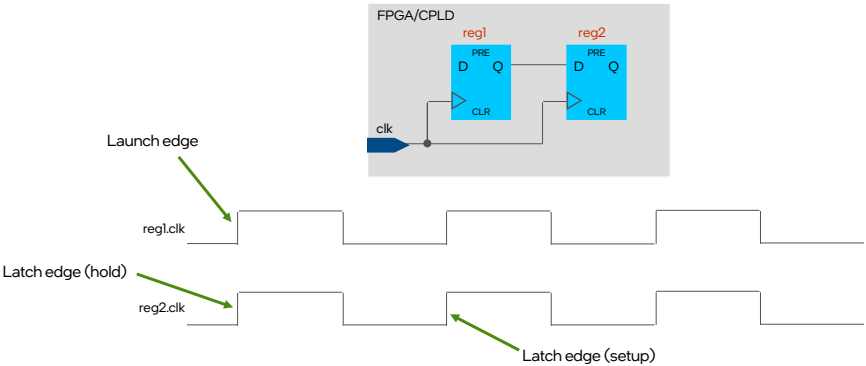 FPGA/CPLD
reg1
reg2
PRE
PRE
D Q
D Q
CLR
CLR
clk
Launch edge
reg1.clk
Latch edge (hold)
reg2.clk
Latch edge (setup)